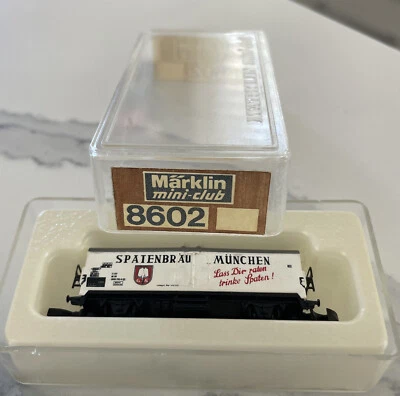 Märklin
mini-club
8602
SPATENBRÄU MÜNCHEN
Lass Dir raten
trinke Spaten!